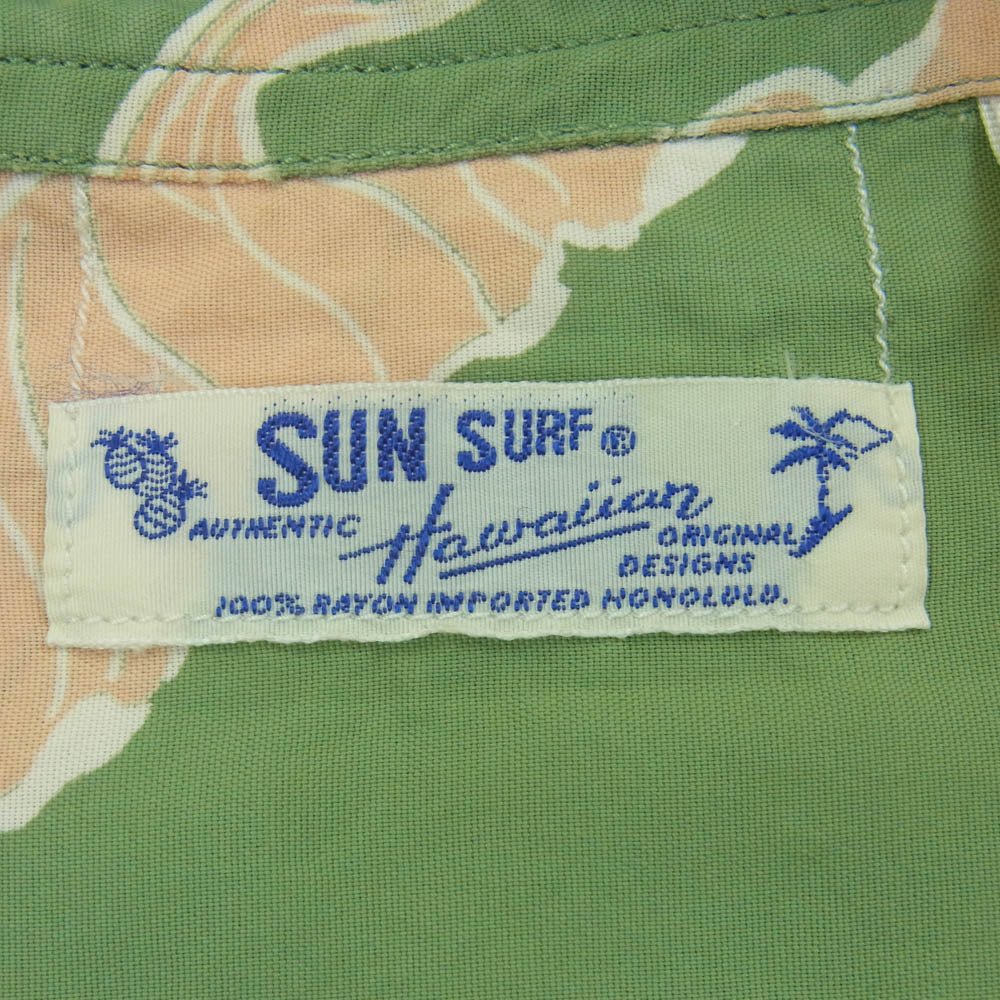 SUN SURF®
AUTHENTIC Hawaiian ORIGINAL
DESIGNS
100% RAYON IMPORTED HONOLULU.